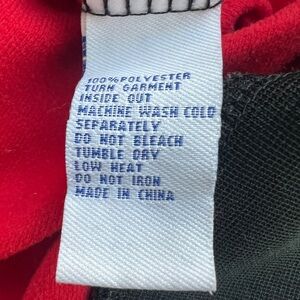 100% POLYESTER
TURN GARMENT
INSIDE OUT
MACHINE WASH COLD
SEPARATELY
DO NOT BLEACH
TUMBLE DRY
LOW HEAT
DO NOT IRON
MADE IN CHINA